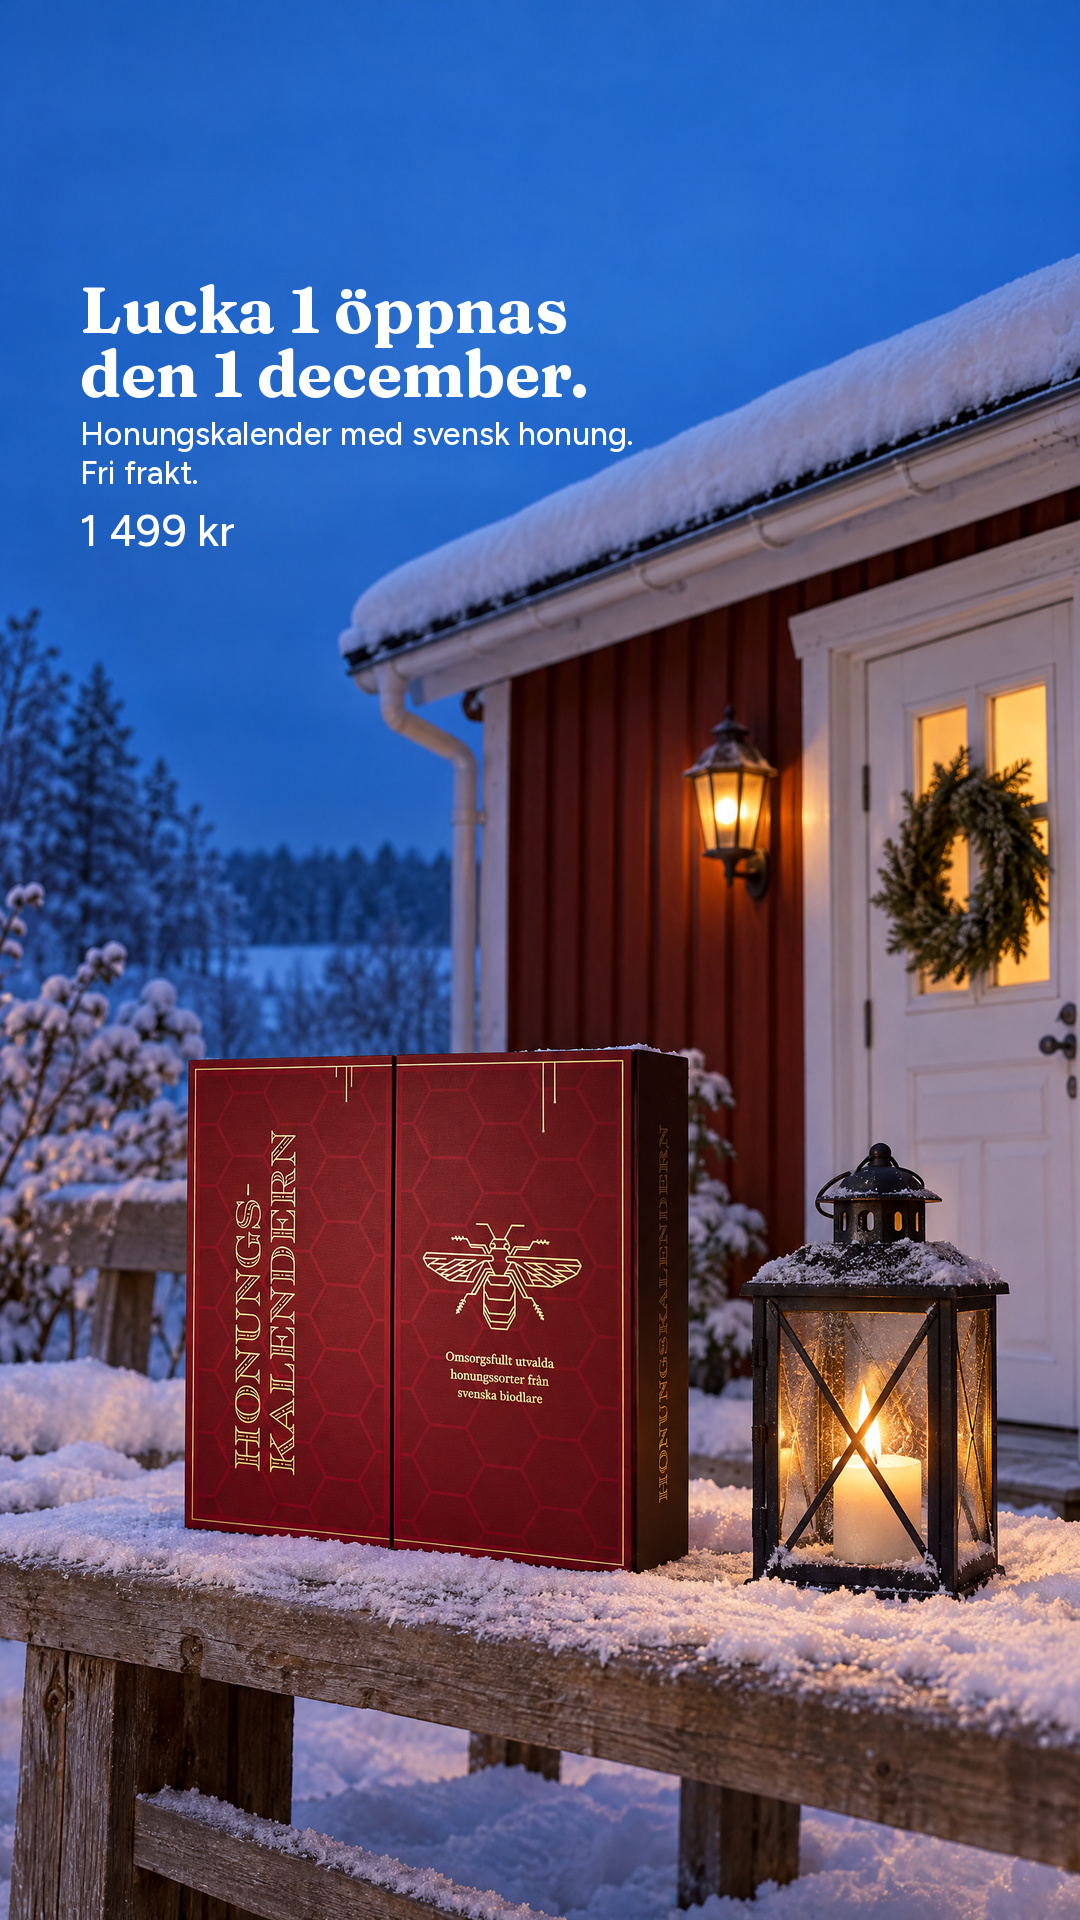 Lucka 1 öppnas
den 1 december.
Honungskalender med svensk honung.
Fri frakt.
1 499 kr
HONUNGS-
KALENDERN
Omsorgsfullt utvalda
honungssorter från
svenska biodlare
HONUNGSKALENDERN